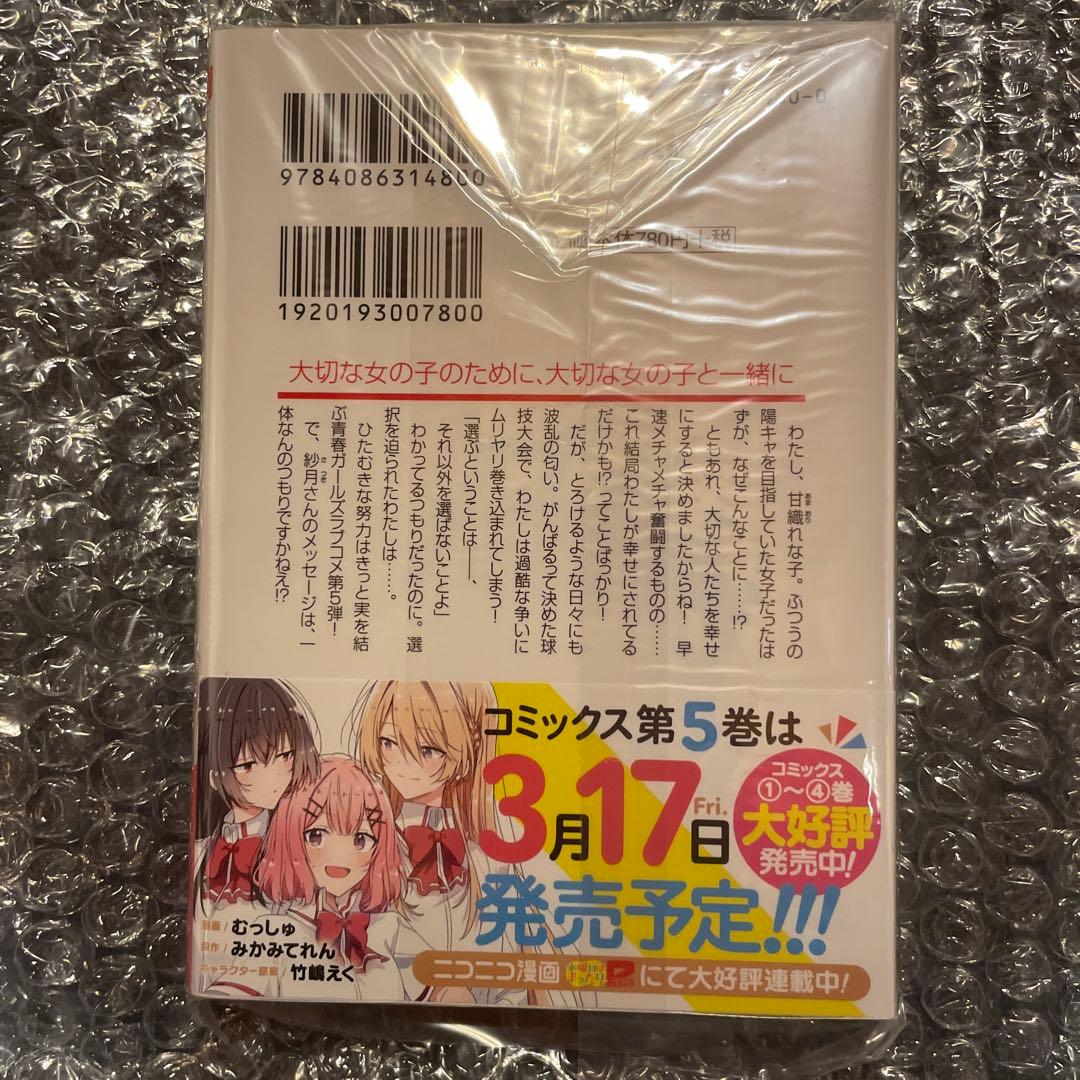 0-0
9784086314800
本体780円+税
1920193007800
大切な女の子のために、大切な女の子と一緒に
わたし、甘織れな子。ふつうの
あま おり
陽キャを目指していた女子だったは
ずが、なぜこんなことに……!?
ともあれ、大切な人たちを幸せ
にすると決めましたからね!　早
速メチャメチャ奮闘するものの……
これ結局わたしが幸せにされてる
だけかも!? ってことばっかり!
だが、とろけるような日々にも
波乱の匂い。がんばるって決めた球
技大会で、わたしは過酷な争いに
ムリヤリ巻き込まれてしまう!
「選ぶということは――、
それ以外を選ばないことよ」
わかってるつもりだったのに。選
択を迫られたわたしは……。
ひたむきな努力はきっと実を結
ぶ青春ガールズラブコメ第5弾!
で、紗月さんのメッセージは、一
さ つき
体なんのつもりですかねえ!?
コミックス第5巻は
3月17日
Fri.
発売予定!!!
コミックス
①〜④巻
大好評
発売中!
漫画/むっしゅ
原作/みかみてれん
キャラクター原案/竹嶋えく
ニコニコ漫画
水曜日は
まったり
にて大好評連載中!